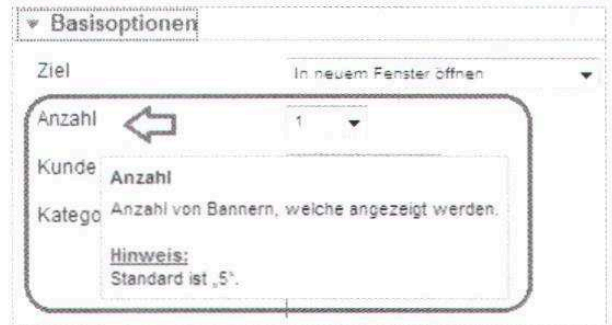 Basisoptionen
Ziel In neuem Fenster öffnen
Anzahl 1
Kunde
Anzahl
Katego Anzahl von Bannern, welche angezeigt werden.
Hinweis:
Standard ist „5“.